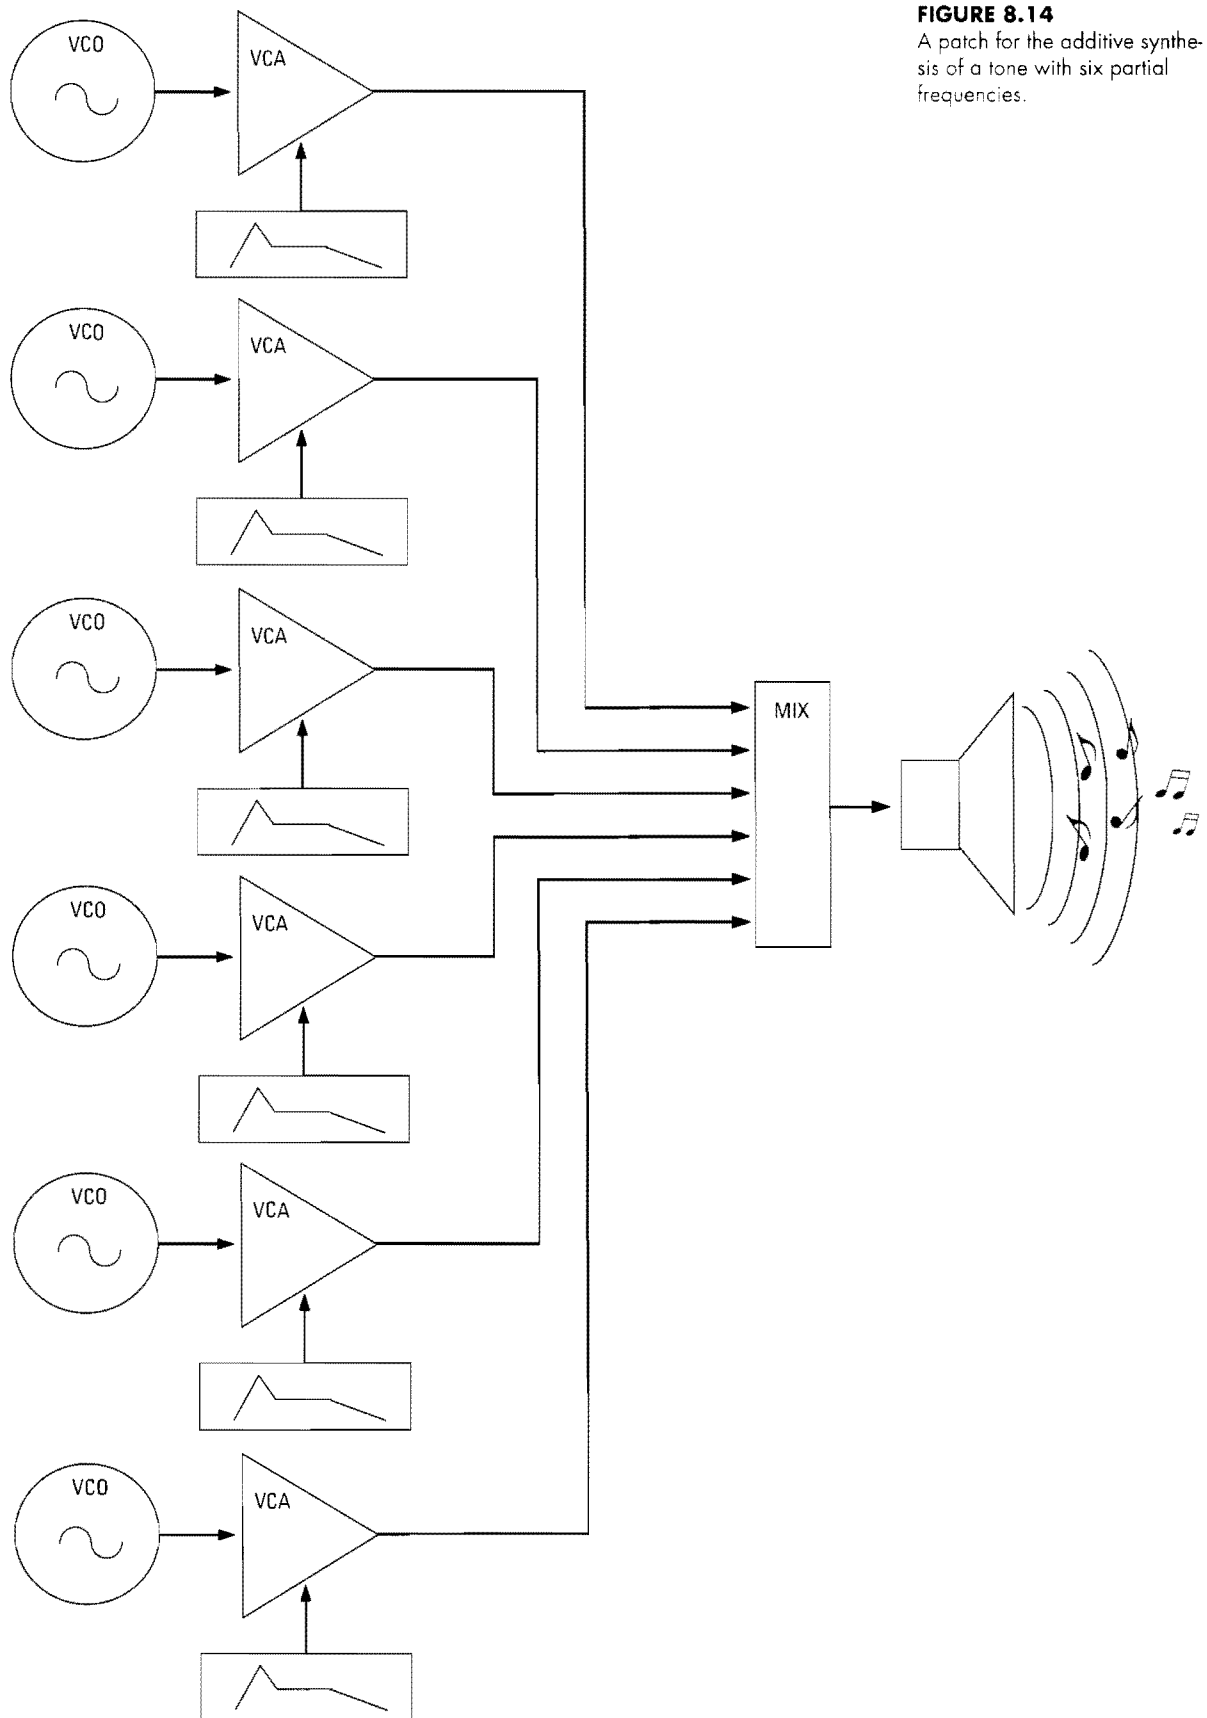 FIGURE 8.14
A patch for the additive synthe-
sis of a tone with six partial
frequencies.
VCO
VCA
VCO
VCA
VCO
VCA
MIX
VCO
VCA
VCO
VCA
VCO
VCA